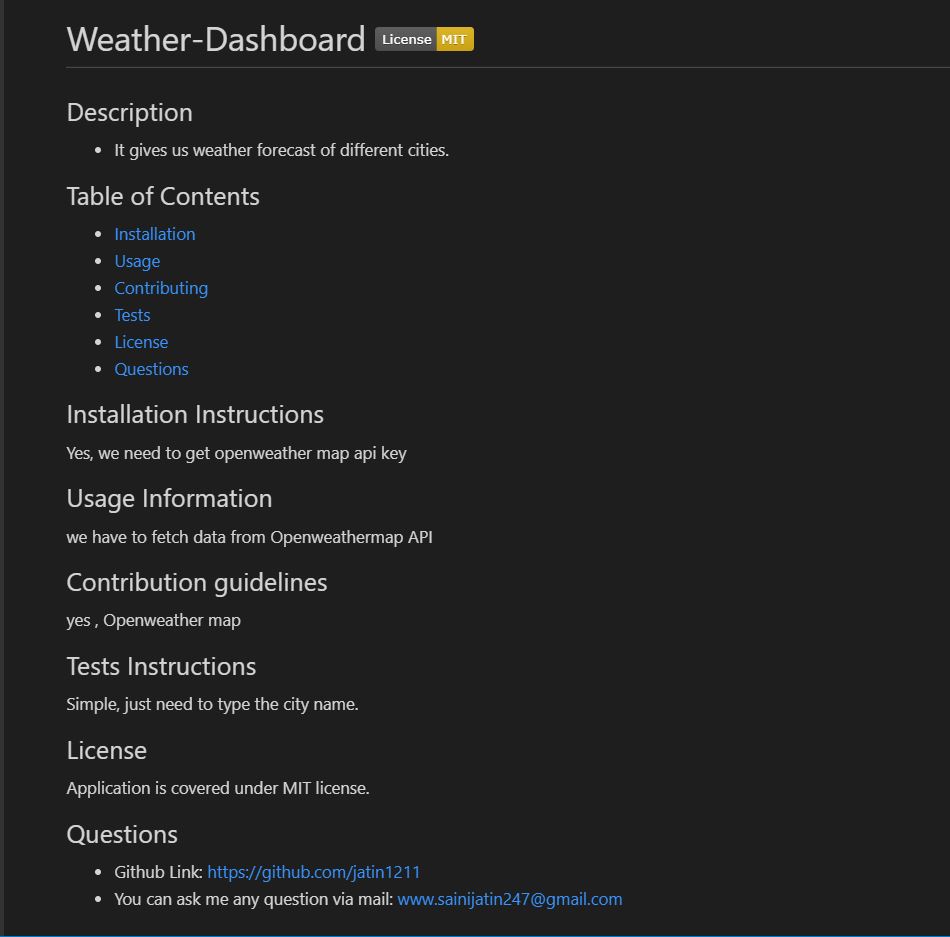 Weather-Dashboard License MIT
Description
It gives us weather forecast of different cities.
Table of Contents
Installation
Usage
Contributing
Tests
License
Questions
Installation Instructions
Yes, we need to get openweather map api key
Usage Information
we have to fetch data from Openweathermap API
Contribution guidelines
yes , Openweather map
Tests Instructions
Simple, just need to type the city name.
License
Application is covered under MIT license.
Questions
Github Link: https://github.com/jatin1211
You can ask me any question via mail: www.sainijatin247@gmail.com